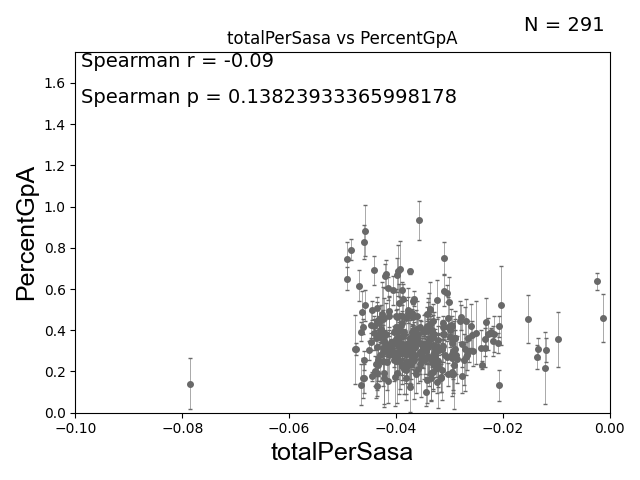 N = 291
totalPerSasa vs PercentGpA
Spearman r = -0.09
Spearman p = 0.13823933365998178
PercentGpA
1.6
1.4
1.2
1.0
0.8
0.6
0.4
0.2
0.0
−0.10 −0.08 −0.06 −0.04 −0.02 0.00
totalPerSasa